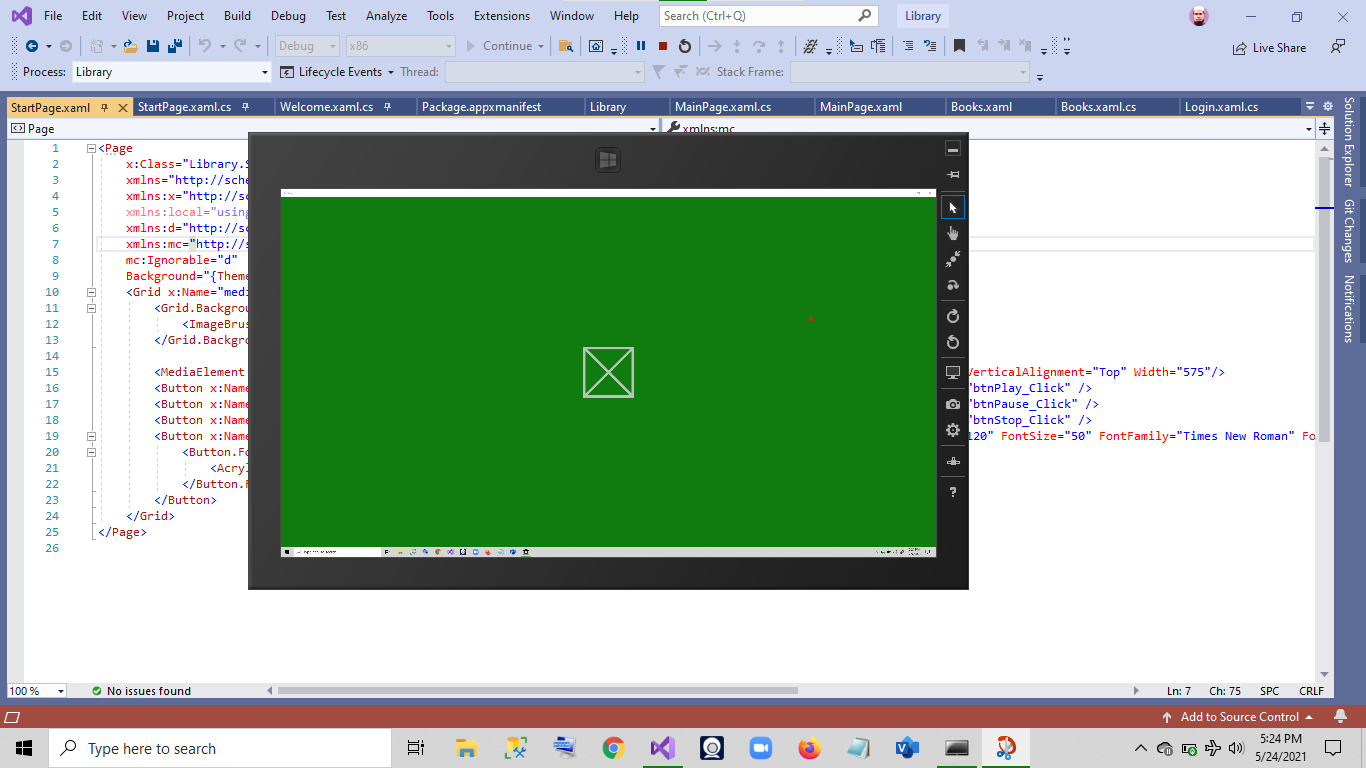 File Edit View Project Build Debug Test Analyze Tools Extensions Window Help Search (Ctrl+Q) Library
Debug x86 Continue Live Share
Process: Library Lifecycle Events Thread: Stack Frame:
StartPage.xaml StartPage.xaml.cs Welcome.xaml.cs Package.appxmanifest Library MainPage.xaml.cs MainPage.xaml Books.xaml Books.xaml.cs Login.xaml.cs
Page xmlns:mc
1 <Page
2 x:Class="Library.S
3 xmlns="http://sche
4 xmlns:x="http://sc
5 xmlns:local="using
6 xmlns:d="http://sc
7 xmlns:mc="http://s
8 mc:Ignorable="d"
9 Background="{Theme
10 <Grid x:Name="medi
11 <Grid.Backgroun
12 <ImageBrus
13 </Grid.Backgro
14
15 <MediaElement VerticalAlignment="Top" Width="575"/>
16 <Button x:Name "btnPlay_Click" />
17 <Button x:Name "btnPause_Click" />
18 <Button x:Name "btnStop_Click" />
19 <Button x:Name 120" FontSize="50" FontFamily="Times New Roman" Fo
20 <Button.Fo
21 <Acryl
22 </Button.F
23 </Button>
24 </Grid>
25 </Page>
26
?
Solution Explorer
Git Changes
Notifications
100 % No issues found Ln: 7 Ch: 75 SPC CRLF
Add to Source Control
Type here to search
5:24 PM
5/24/2021